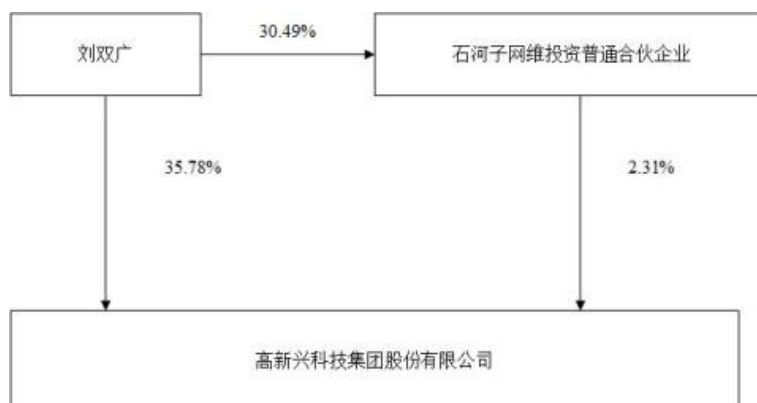 30.49%
刘双广
石河子网维投资普通合伙企业
35.78%
2.31%
高新兴科技集团股份有限公司